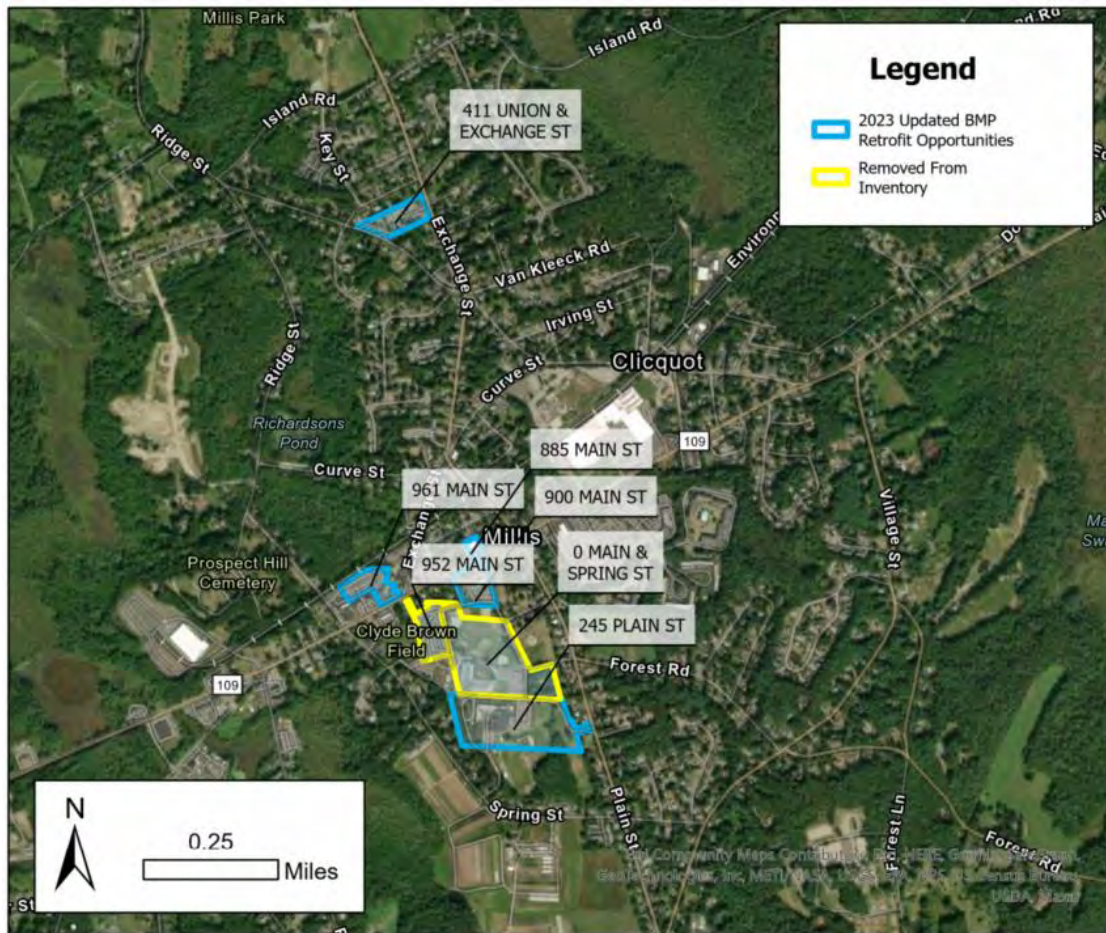 Millis Park
Island Rd
Legend
2023 Updated BMP
Retrofit Opportunities
Removed From
Inventory
Island Rd
411 UNION &
EXCHANGE ST
Ridge St
Key St
Exchange St
Van Kleeck Rd
Irving St
Clicquot
Curve St
Ridge St
Richardsons
Pond
109
Village St
Curve St
885 MAIN ST
961 MAIN ST
900 MAIN ST
Millis
Prospect Hill
Cemetery
952 MAIN ST
0 MAIN &
SPRING ST
Clyde Brown
Field
245 PLAIN ST
Forest Rd
109
N
0.25
Miles
Spring St
Plain St
Forest Ln
Forest Rd